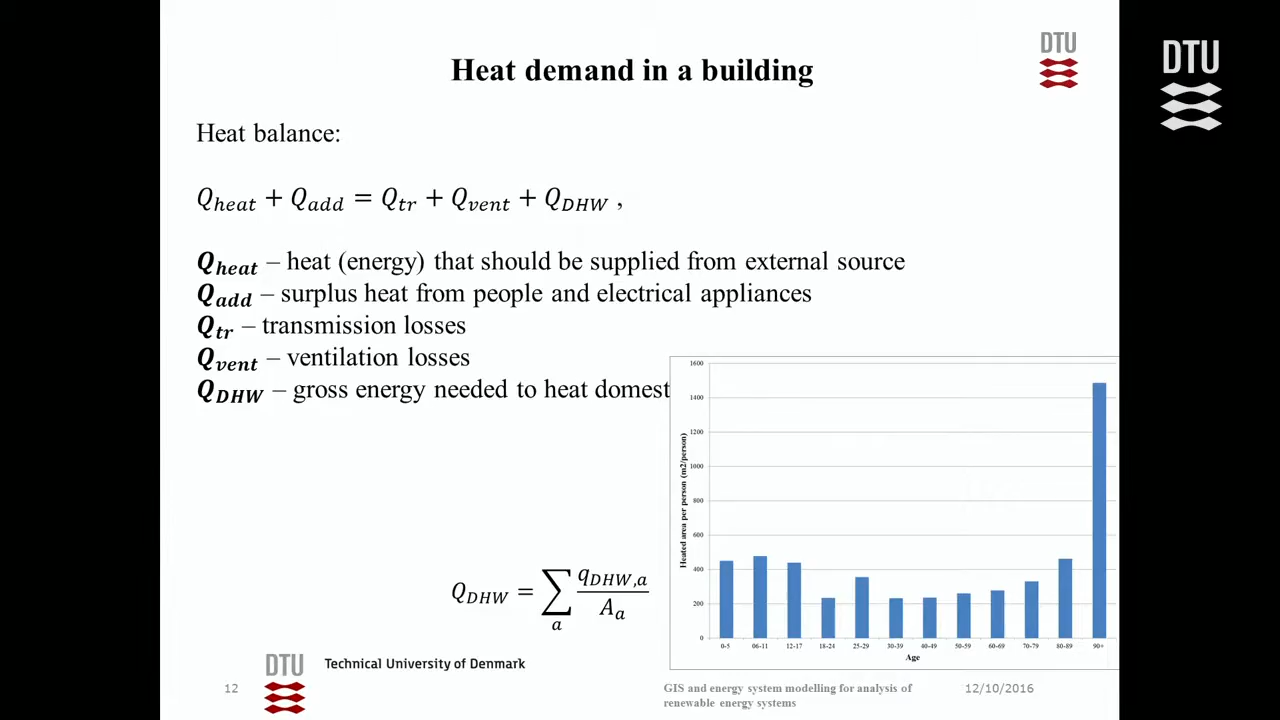 DTU
DTU
Heat demand in a building
Heat balance:
Q_heat + Q_add = Q_tr + Q_vent + Q_DHW ,
Q_heat – heat (energy) that should be supplied from external source
Q_add – surplus heat from people and electrical appliances
Q_tr – transmission losses
Q_vent – ventilation losses
Q_DHW – gross energy needed to heat domest
Q_DHW = ∑_a q_DHW,a / A_a
Heated area per person (m2/person)
1600
1400
1200
1000
800
600
400
200
0
0-5 06-11 12-17 18-24 25-29 30-39 40-49 50-59 60-69 70-79 80-89 90+
Age
DTU
Technical University of Denmark
12
GIS and energy system modelling for analysis of
renewable energy systems
12/10/2016